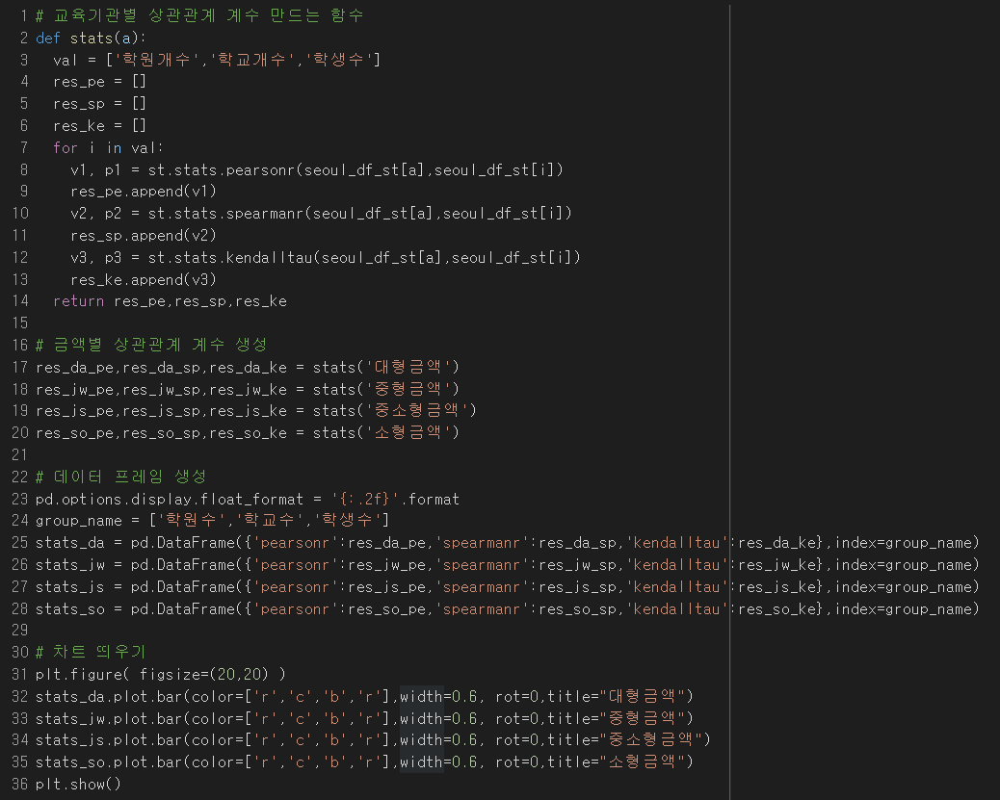 1 # 교육기관별 상관관계 계수 만드는 함수
2 def stats(a):
3   val = ['학원개수','학교개수','학생수']
4   res_pe = []
5   res_sp = []
6   res_ke = []
7   for i in val:
8     v1, p1 = st.stats.pearsonr(seoul_df_st[a],seoul_df_st[i])
9     res_pe.append(v1)
10     v2, p2 = st.stats.spearmanr(seoul_df_st[a],seoul_df_st[i])
11     res_sp.append(v2)
12     v3, p3 = st.stats.kendalltau(seoul_df_st[a],seoul_df_st[i])
13     res_ke.append(v3)
14   return res_pe,res_sp,res_ke
15
16 # 금액별 상관관계 계수 생성
17 res_da_pe,res_da_sp,res_da_ke = stats('대형금액')
18 res_jw_pe,res_jw_sp,res_jw_ke = stats('중형금액')
19 res_js_pe,res_js_sp,res_js_ke = stats('중소형금액')
20 res_so_pe,res_so_sp,res_so_ke = stats('소형금액')
21
22 # 데이터 프레임 생성
23 pd.options.display.float_format = '{:.2f}'.format
24 group_name = ['학원수','학교수','학생수']
25 stats_da = pd.DataFrame({'pearsonr':res_da_pe,'spearmanr':res_da_sp,'kendalltau':res_da_ke},index=group_name)
26 stats_jw = pd.DataFrame({'pearsonr':res_jw_pe,'spearmanr':res_jw_sp,'kendalltau':res_jw_ke},index=group_name)
27 stats_js = pd.DataFrame({'pearsonr':res_js_pe,'spearmanr':res_js_sp,'kendalltau':res_js_ke},index=group_name)
28 stats_so = pd.DataFrame({'pearsonr':res_so_pe,'spearmanr':res_so_sp,'kendalltau':res_so_ke},index=group_name)
29
30 # 차트 띄우기
31 plt.figure( figsize=(20,20) )
32 stats_da.plot.bar(color=['r','c','b','r'],width=0.6, rot=0,title="대형금액")
33 stats_jw.plot.bar(color=['r','c','b','r'],width=0.6, rot=0,title="중형금액")
34 stats_js.plot.bar(color=['r','c','b','r'],width=0.6, rot=0,title="중소형금액")
35 stats_so.plot.bar(color=['r','c','b','r'],width=0.6, rot=0,title="소형금액")
36 plt.show()